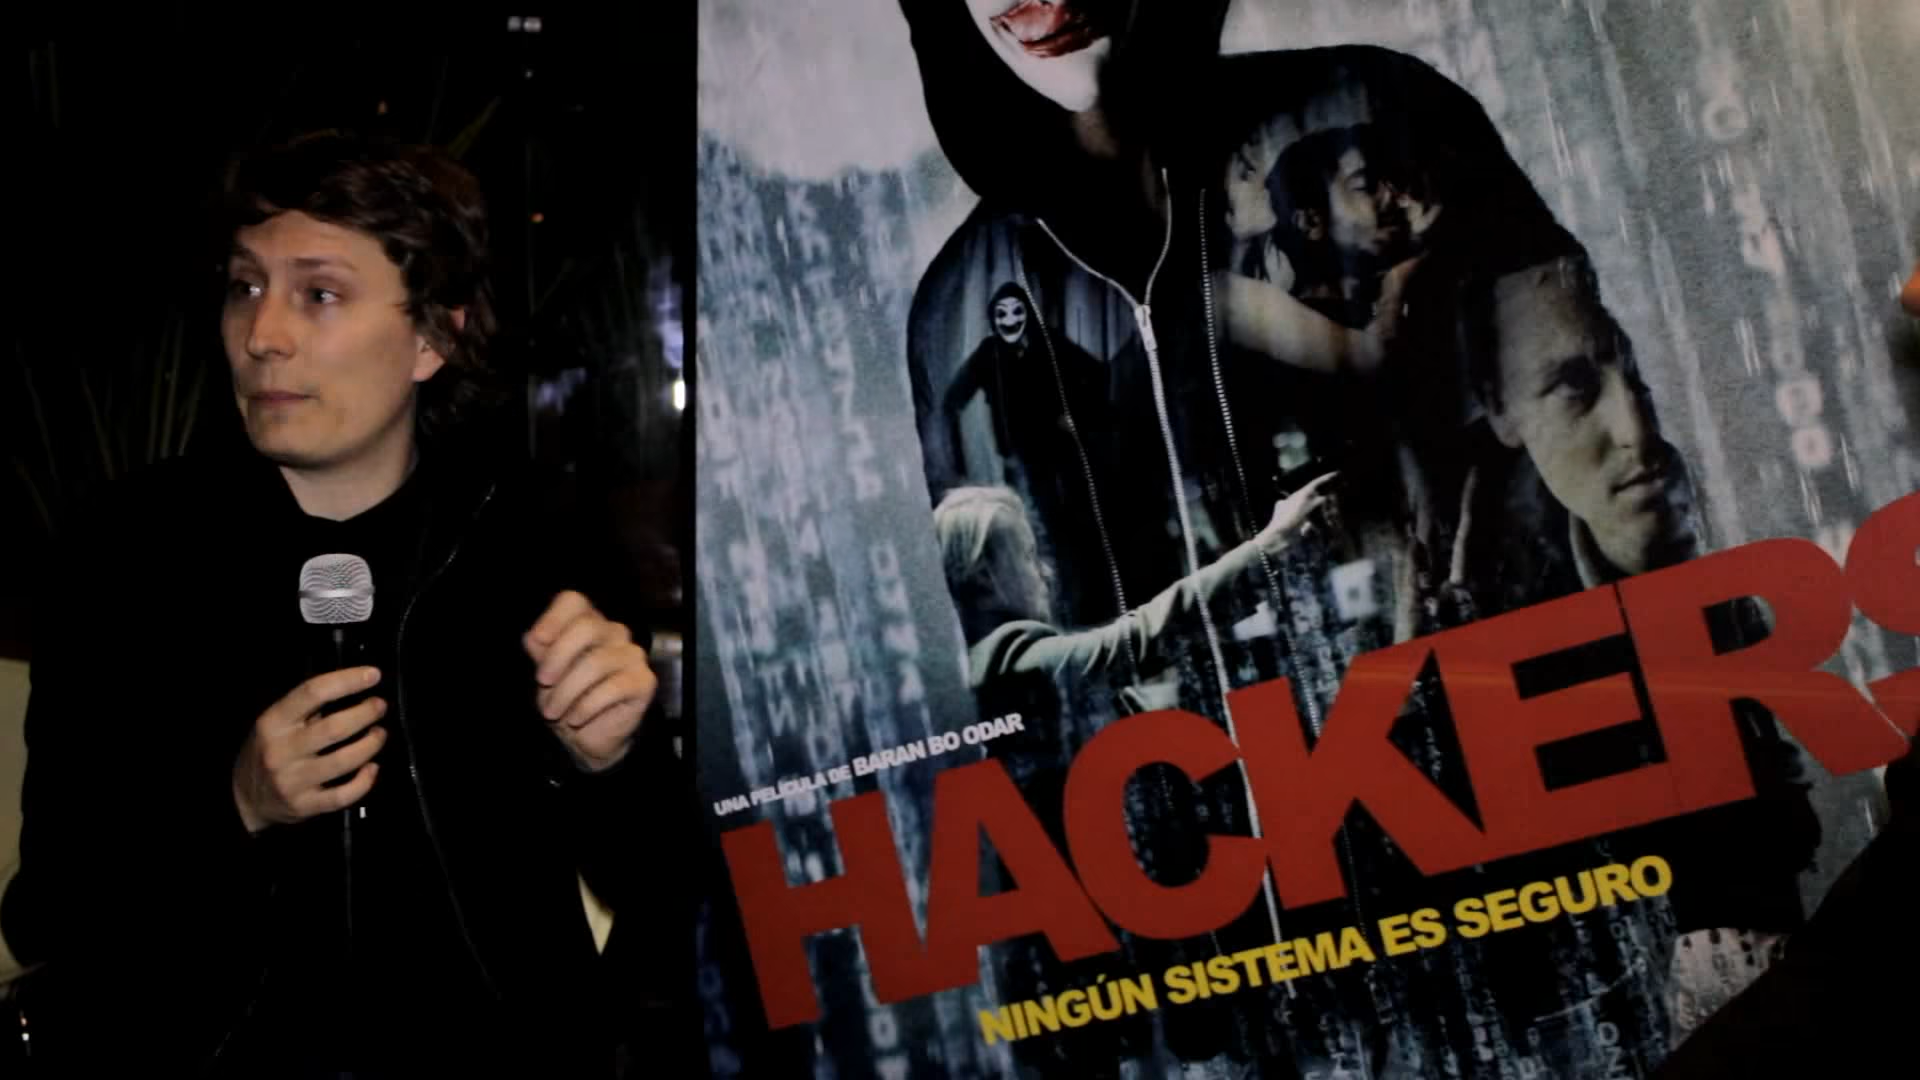 UNA PELÍCULA DE BARAN BO ODAR
HACKERS
NINGÚN SISTEMA ES SEGURO